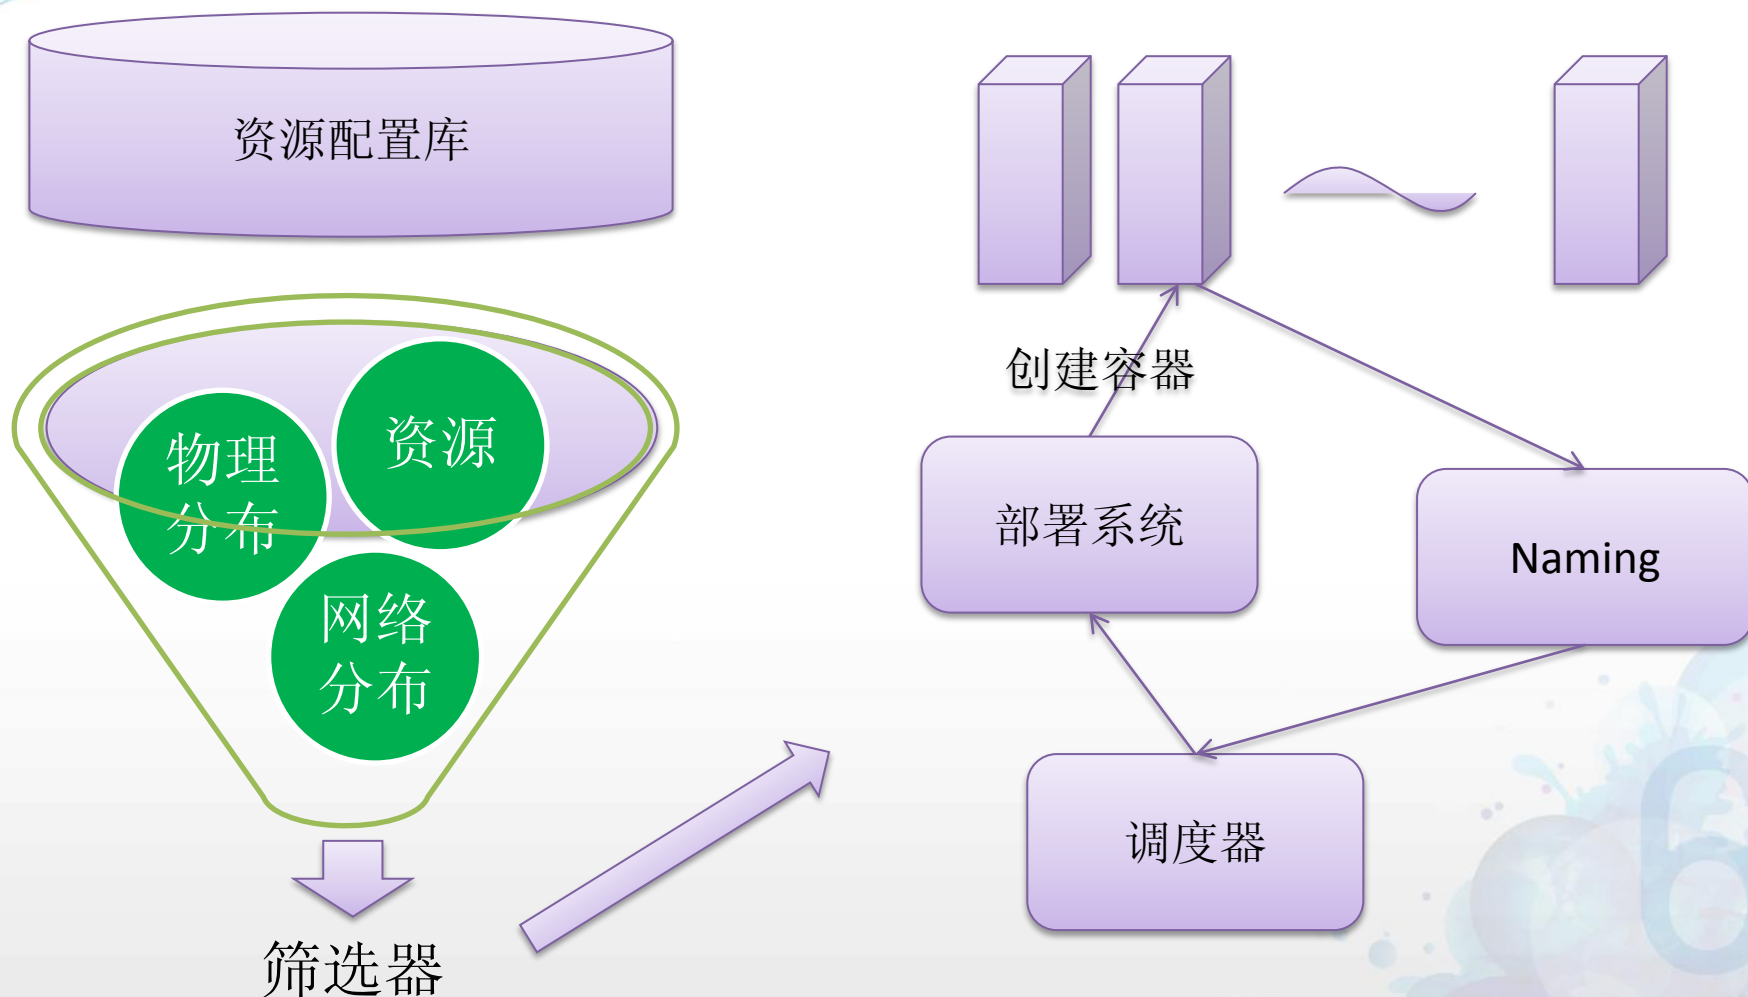 资源配置库
资源
物理
分布
网络
分布
筛选器
创建容器
部署系统
Naming
调度器